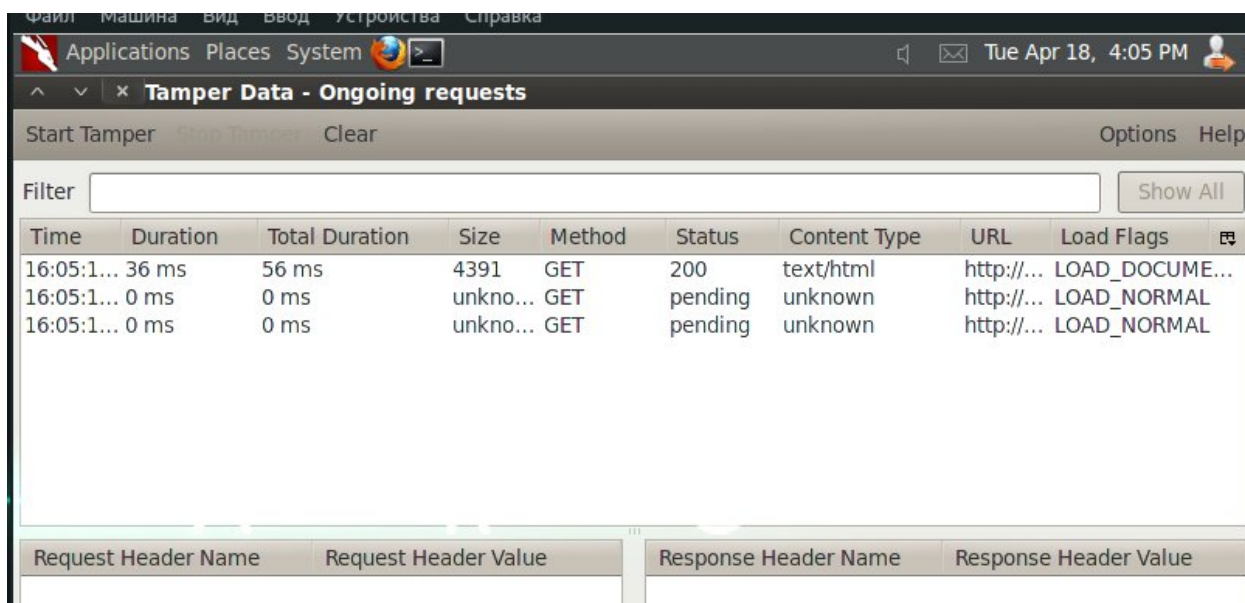 Файл Машина Вид Ввод Устройства Справка
Applications Places System Tue Apr 18, 4:05 PM
Tamper Data - Ongoing requests
Start Tamper Stop Tamper Clear Options Help
Filter Show All
Time Duration Total Duration Size Method Status Content Type URL Load Flags
16:05:1... 36 ms 56 ms 4391 GET 200 text/html http://... LOAD_DOCUME...
16:05:1... 0 ms 0 ms unkno... GET pending unknown http://... LOAD_NORMAL
16:05:1... 0 ms 0 ms unkno... GET pending unknown http://... LOAD_NORMAL
Request Header Name Request Header Value Response Header Name Response Header Value